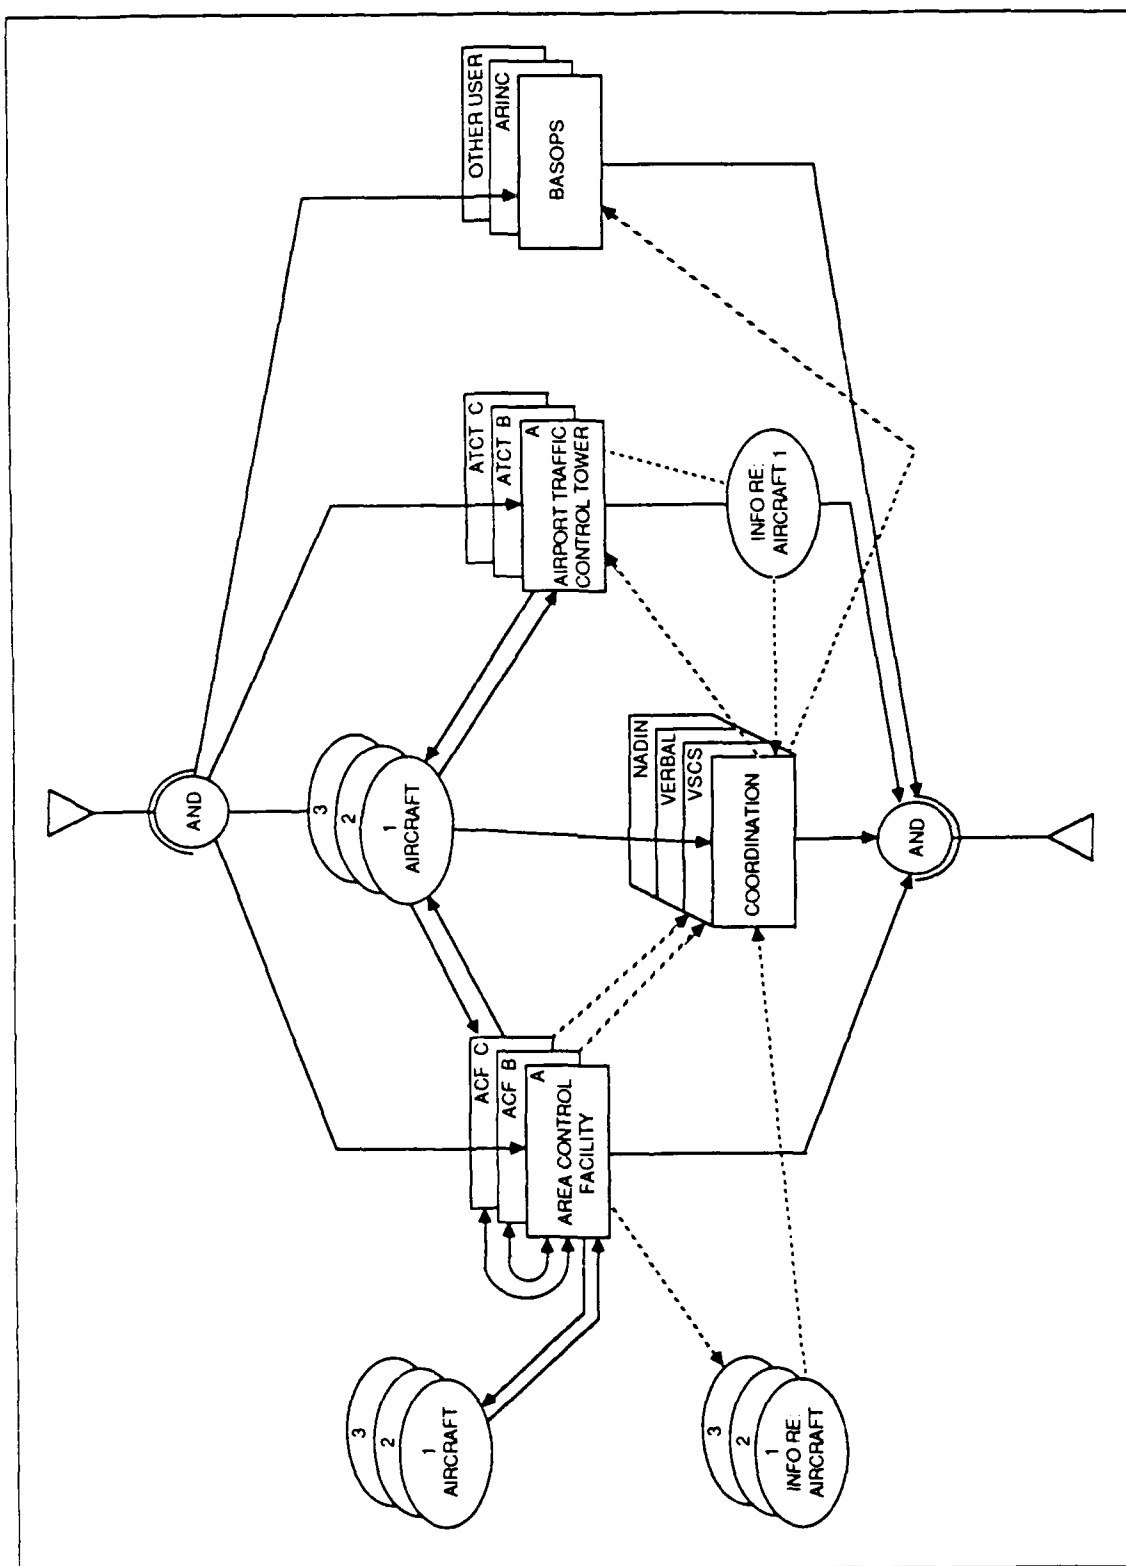 AND
OTHER USER
ARINC
BASOPS
ATCT C
ATCT B
A
AIRPORT TRAFFIC
CONTROL TOWER
3
2
1
AIRCRAFT
ACF C
ACF B
A
AREA CONTROL
FACILITY
3
2
1
AIRCRAFT
NADIN
VERBAL
VSCS
COORDINATION
INFO RE:
AIRCRAFT 1
3
2
1
INFO RE:
AIRCRAFT
AND